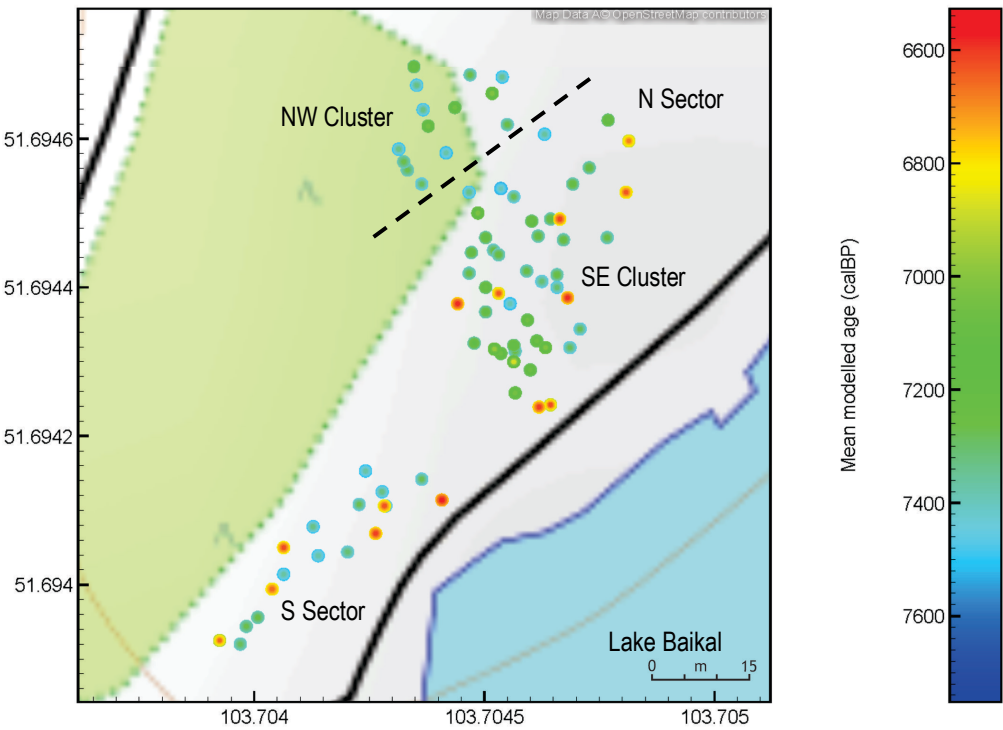 Map Data Â© OpenStreetMap contributors
NW Cluster
N Sector
SE Cluster
S Sector
Lake Baikal
0 m 15
51.6946
51.6944
51.6942
51.694
103.704 103.7045 103.705
Mean modelled age (calBP)
6600
6800
7000
7200
7400
7600